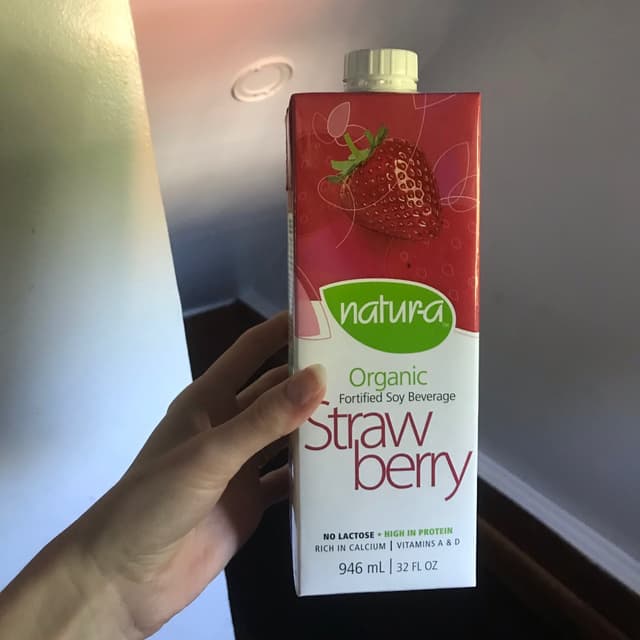 natur-a
Organic
Fortified Soy Beverage
Straw
berry
NO LACTOSE • HIGH IN PROTEIN
RICH IN CALCIUM | VITAMINS A & D
946 mL | 32 FL OZ